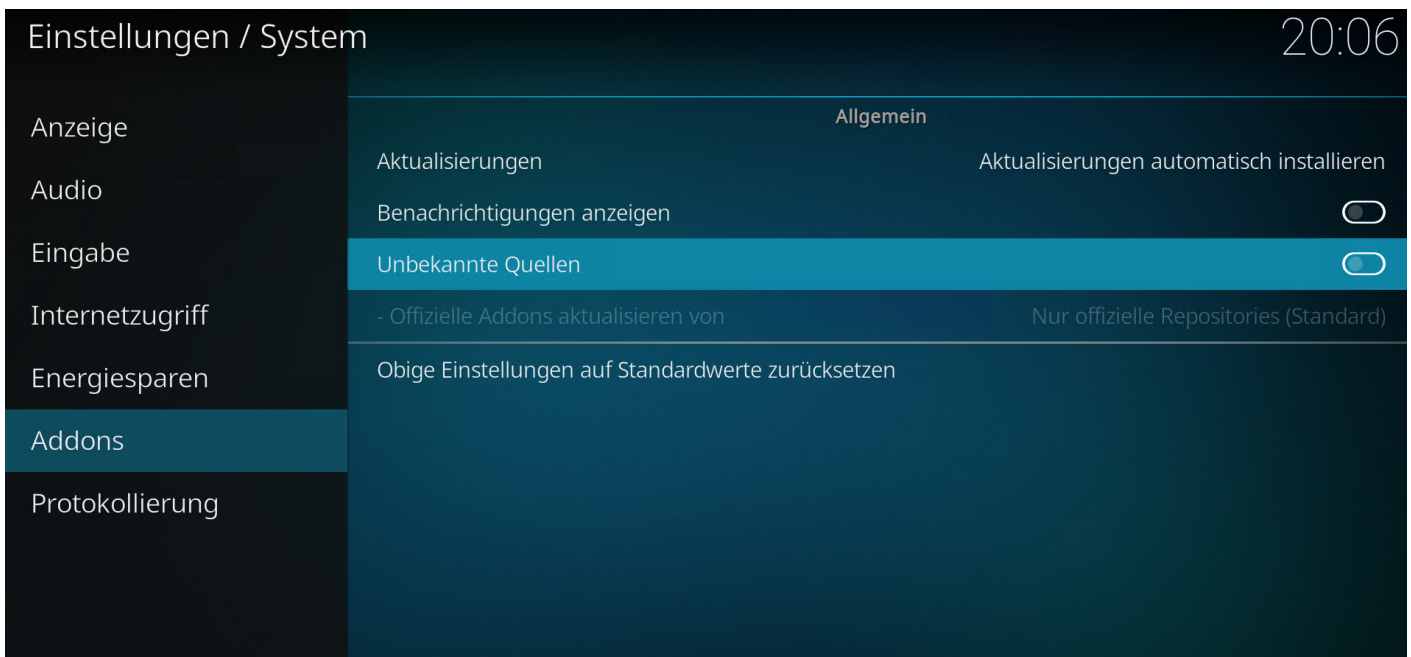 Einstellungen / System
20:06
Anzeige
Audio
Eingabe
Internetzugriff
Energiesparen
Addons
Protokollierung
Allgemein
Aktualisierungen Aktualisierungen automatisch installieren
Benachrichtigungen anzeigen
Unbekannte Quellen
- Offizielle Addons aktualisieren von Nur offizielle Repositories (Standard)
Obige Einstellungen auf Standardwerte zurücksetzen